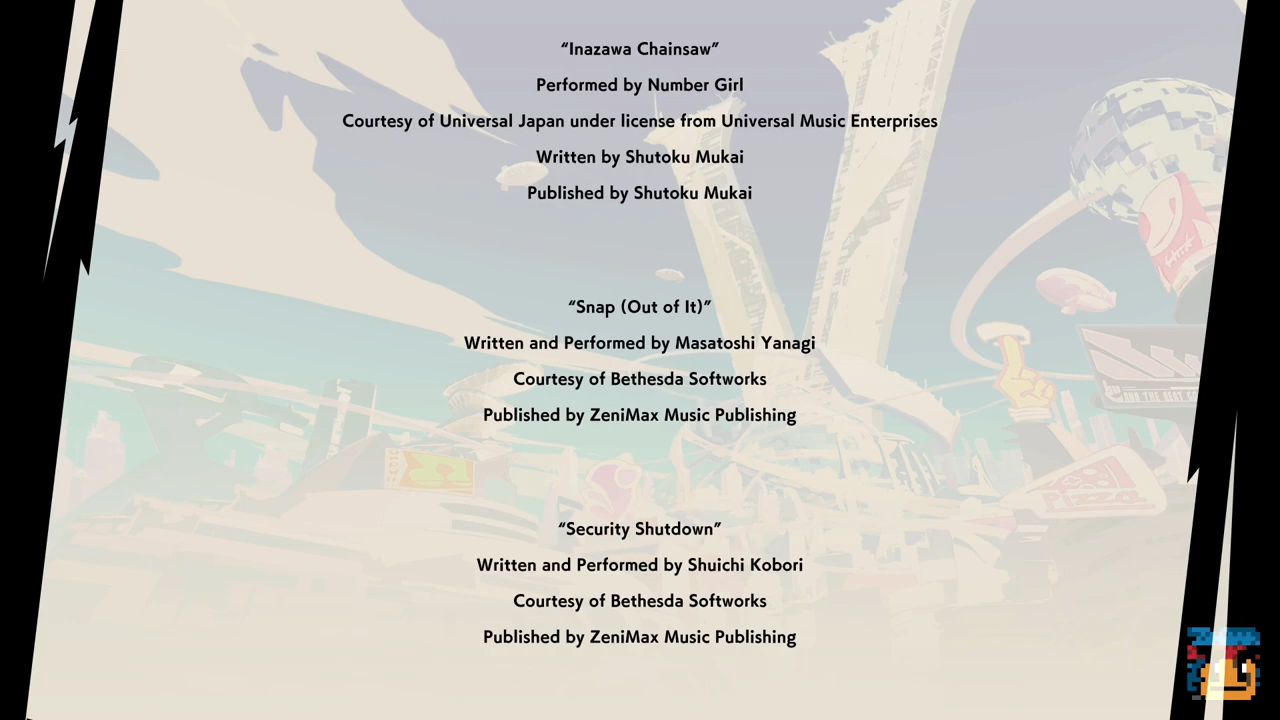 “Inazawa Chainsaw”
Performed by Number Girl
Courtesy of Universal Japan under license from Universal Music Enterprises
Written by Shutoku Mukai
Published by Shutoku Mukai
“Snap (Out of It)”
Written and Performed by Masatoshi Yanagi
Courtesy of Bethesda Softworks
Published by ZeniMax Music Publishing
PIZZA
“Security Shutdown”
Written and Performed by Shuichi Kobori
Courtesy of Bethesda Softworks
Published by ZeniMax Music Publishing